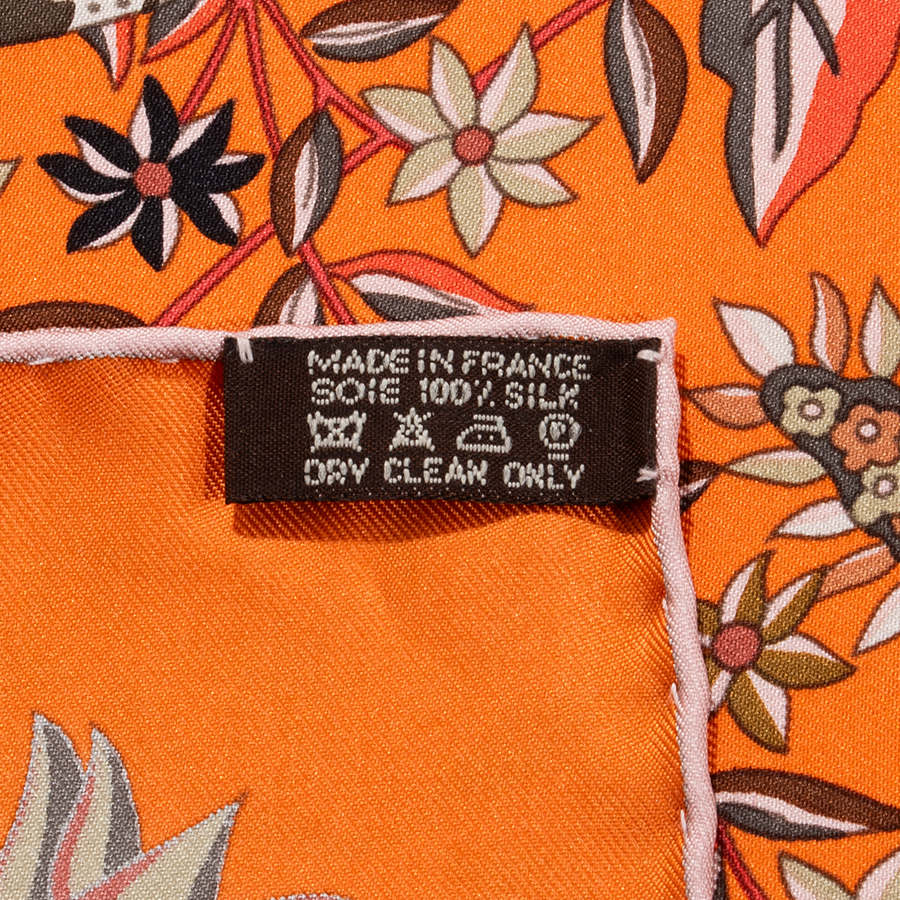 MADE IN FRANCE
SOIE 100% SILK
P
DRY CLEAN ONLY